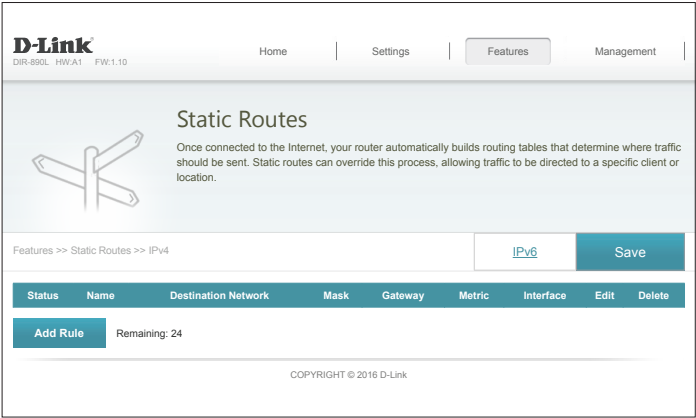 D-Link
DIR-890L HW:A1 FW:1.10
Home
Settings
Features
Management
Static Routes
Once connected to the Internet, your router automatically builds routing tables that determine where traffic
should be sent. Static routes can override this process, allowing traffic to be directed to a specific client or
location.
Features >> Static Routes >> IPv4
IPv6
Save
Status Name Destination Network Mask Gateway Metric Interface Edit Delete
Add Rule
Remaining: 24
COPYRIGHT © 2016 D-Link